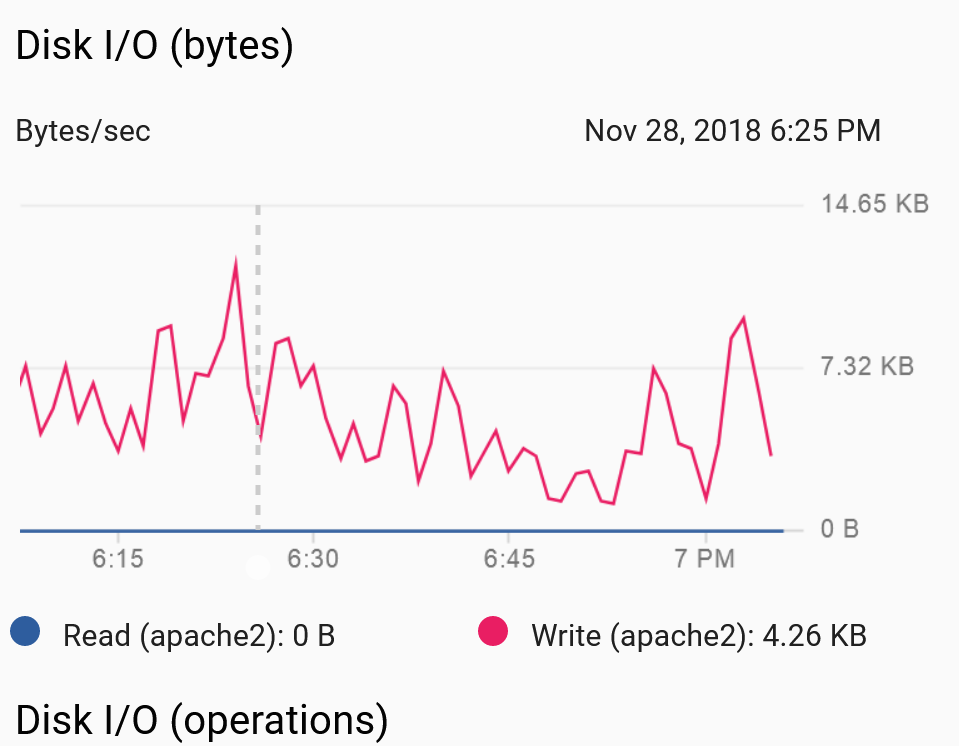 Disk I/O (bytes)
Bytes/sec Nov 28, 2018 6:25 PM
14.65 KB
7.32 KB
0 B
6:15 6:30 6:45 7 PM
Read (apache2): 0 B Write (apache2): 4.26 KB
Disk I/O (operations)